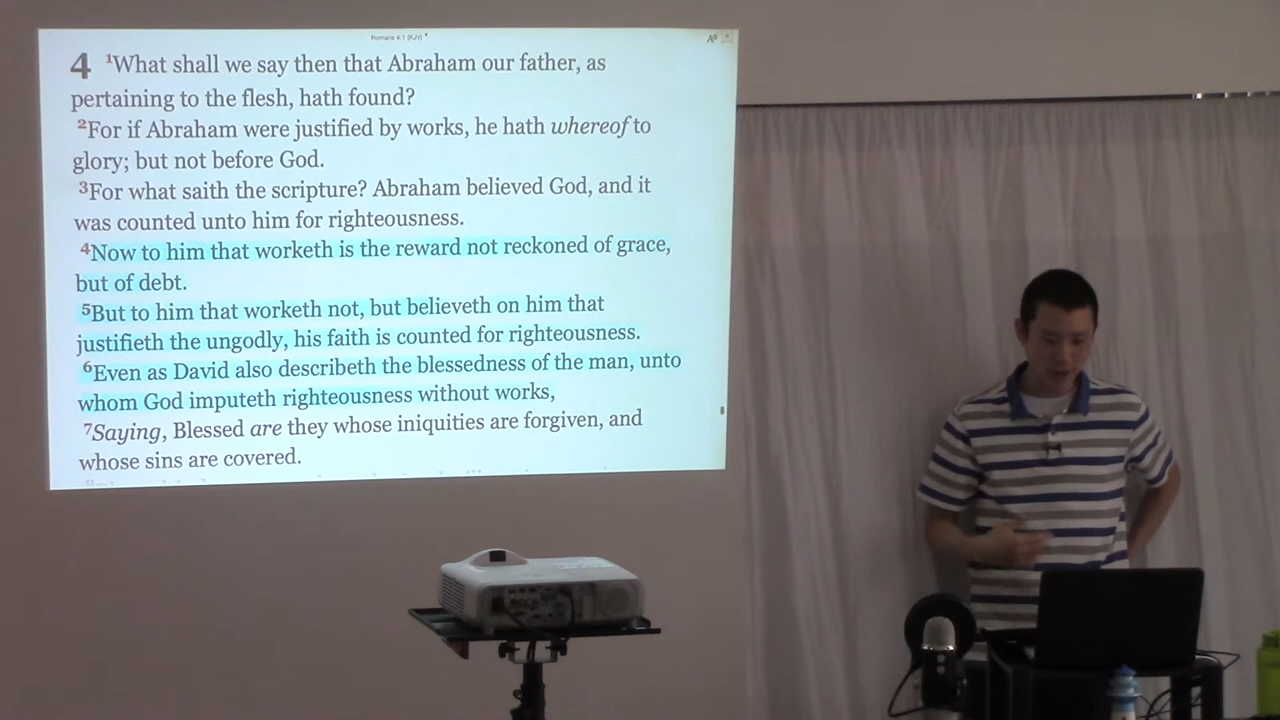 Romans 4:1 (KJV)
4 1What shall we say then that Abraham our father, as
pertaining to the flesh, hath found?
2For if Abraham were justified by works, he hath whereof to
glory; but not before God.
3For what saith the scripture? Abraham believed God, and it
was counted unto him for righteousness.
4Now to him that worketh is the reward not reckoned of grace,
but of debt.
5But to him that worketh not, but believeth on him that
justifieth the ungodly, his faith is counted for righteousness.
6Even as David also describeth the blessedness of the man, unto
whom God imputeth righteousness without works,
7Saying, Blessed are they whose iniquities are forgiven, and
whose sins are covered.